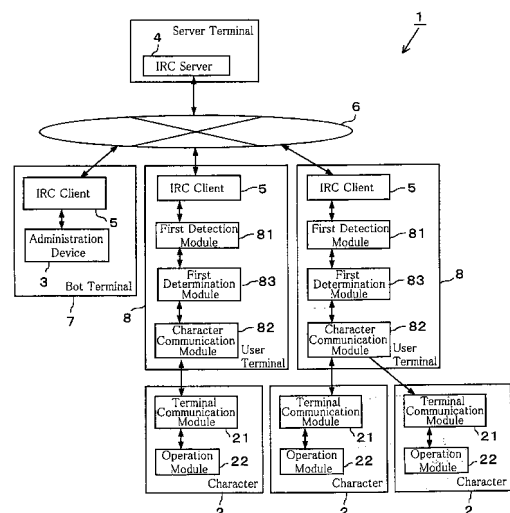 1
Server Terminal
4
IRC Server
6
IRC Client
5
Administration
Device
3
Bot Terminal
7
IRC Client
5
First Detection
Module
81
First
Determination
Module
83
8
Character
Communication
Module
82
User
Terminal
IRC Client
5
First Detection
Module
81
First
Determination
Module
83
8
Character
Communication
Module
82
User
Terminal
Terminal
Communication
Module
21
Operation
Module
22
Character
2
Terminal
Communication
Module
21
Operation
Module
22
Character
2
Terminal
Communication
Module
21
Operation
Module
22
Character
2